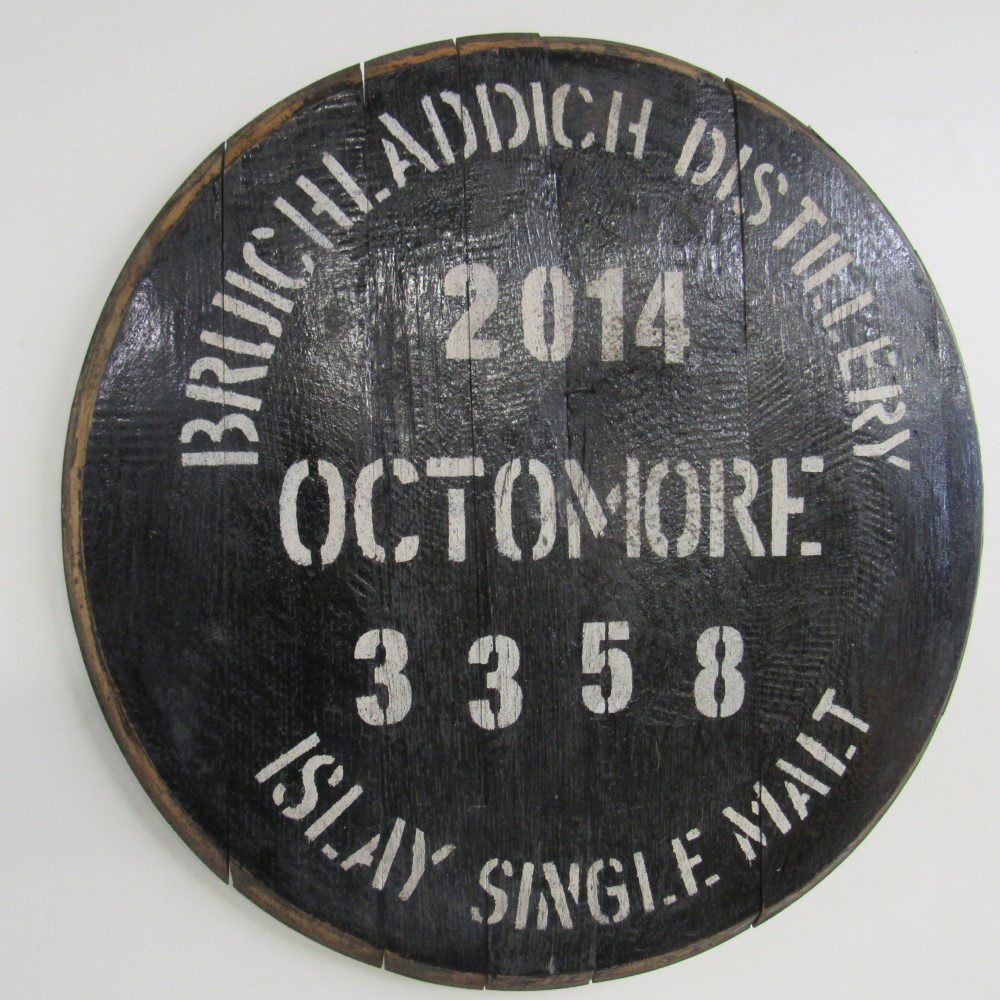 BRUICHLADDICH DISTILLERY
2014
OCTOMORE
3358
ISLAY SINGLE MALT